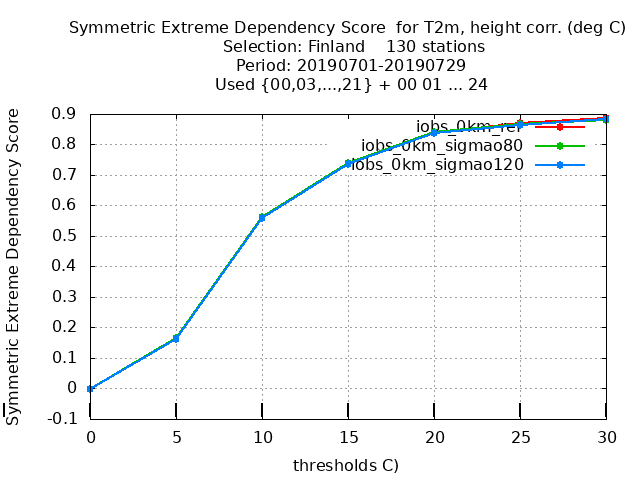 Symmetric Extreme Dependency Score for T2m, height corr. (deg C)
Selection: Finland 130 stations
Period: 20190701-20190729
Used {00,03,...,21} + 00 01 ... 24
Symmetric Extreme Dependency Score
0.9
0.8
0.7
0.6
0.5
0.4
0.3
0.2
0.1
0
-0.1
iobs_0km_ref
iobs_0km_sigmao80
iobs_0km_sigmao120
0 5 10 15 20 25 30
thresholds C)